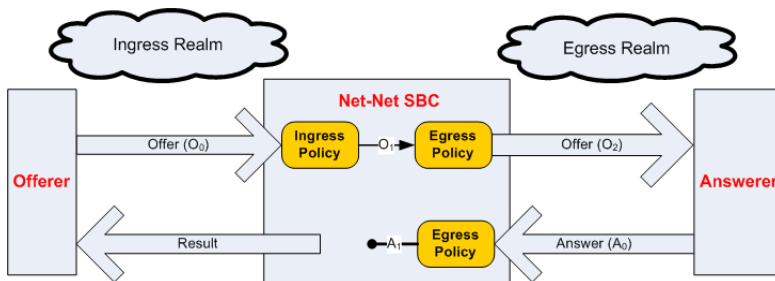 Ingress Realm
Egress Realm
Net-Net SBC
Offerer
Offer (O₀)
Ingress
Policy
O₁
Egress
Policy
Offer (O₂)
Answerer
Result
A₁
Egress
Policy
Answer (A₀)